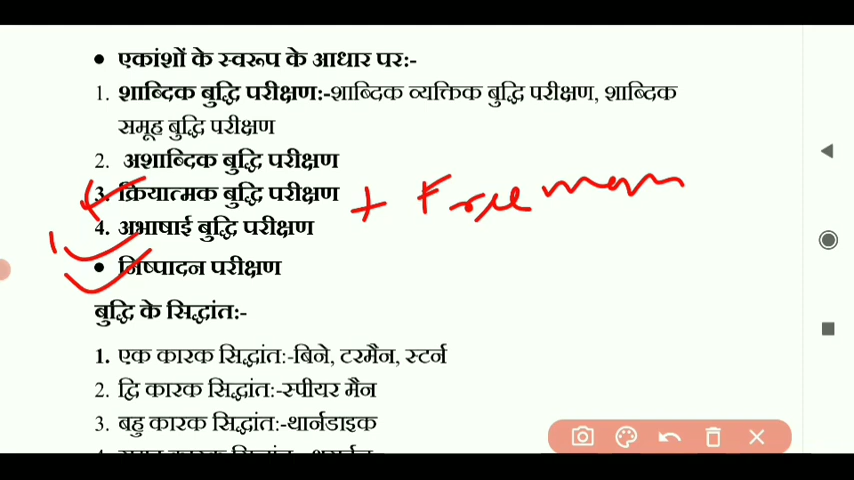 • एकांशों के स्वरूप के आधार पर:-
1. शाब्दिक बुद्धि परीक्षण:-शाब्दिक व्यक्तिक बुद्धि परीक्षण, शाब्दिक
समूह बुद्धि परीक्षण
2. अशाब्दिक बुद्धि परीक्षण
3. क्रियात्मक बुद्धि परीक्षण + Freeman
4. अभाषाई बुद्धि परीक्षण
• निष्पादन परीक्षण
बुद्धि के सिद्धांत:-
1. एक कारक सिद्धांत:-बिने, टरमैन, स्टर्न
2. द्वि कारक सिद्धांत:-स्पीयर मैन
3. बहु कारक सिद्धांत:-थार्नडाइक